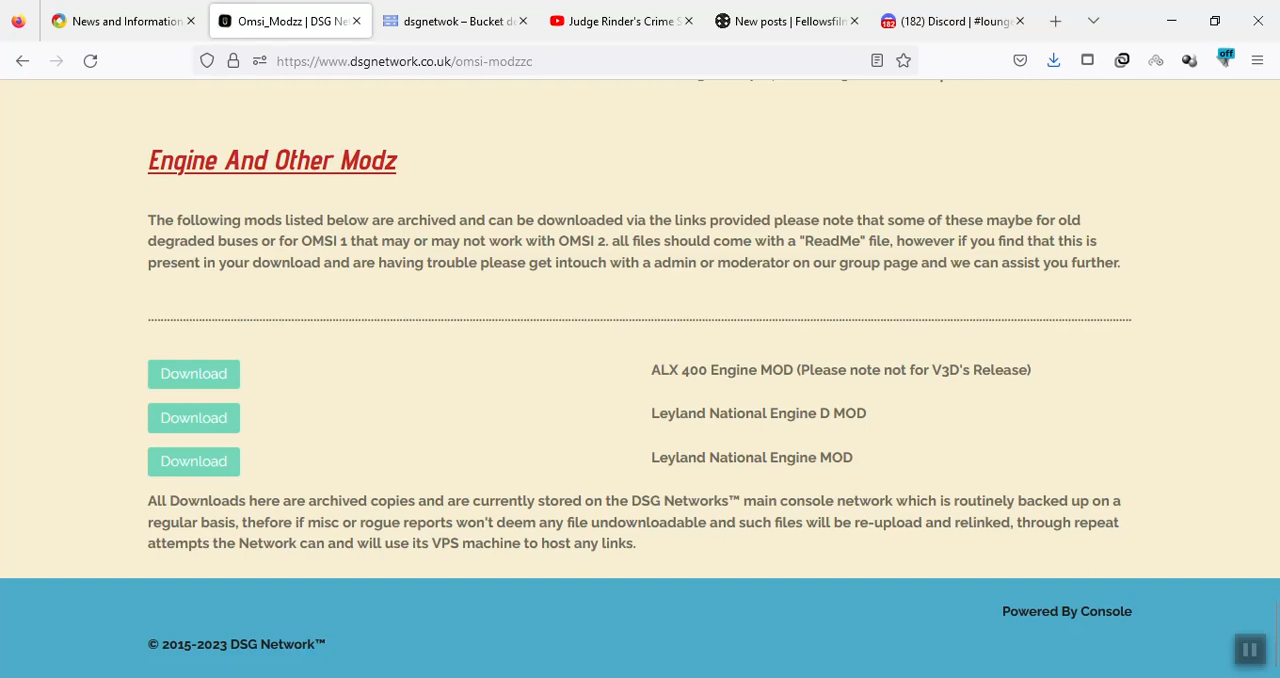 News and Information
Omsi_Modzz | DSG Ne
dsgnetwok – Bucket de
Judge Rinder's Crime S
New posts | Fellowsfilm
(182) Discord | #loung
https://www.dsgnetwork.co.uk/omsi-modzzc
off
Engine And Other Modz
The following mods listed below are archived and can be downloaded via the links provided please note that some of these maybe for old
degraded buses or for OMSI 1 that may or may not work with OMSI 2. all files should come with a "ReadMe" file, however if you find that this is
present in your download and are having trouble please get intouch with a admin or moderator on our group page and we can assist you further.
Download
ALX 400 Engine MOD (Please note not for V3D's Release)
Download
Leyland National Engine D MOD
Download
Leyland National Engine MOD
All Downloads here are archived copies and are currently stored on the DSG Networks™ main console network which is routinely backed up on a
regular basis, thefore if misc or rogue reports won't deem any file undownloadable and such files will be re-upload and relinked, through repeat
attempts the Network can and will use its VPS machine to host any links.
Powered By Console
© 2015-2023 DSG Network™